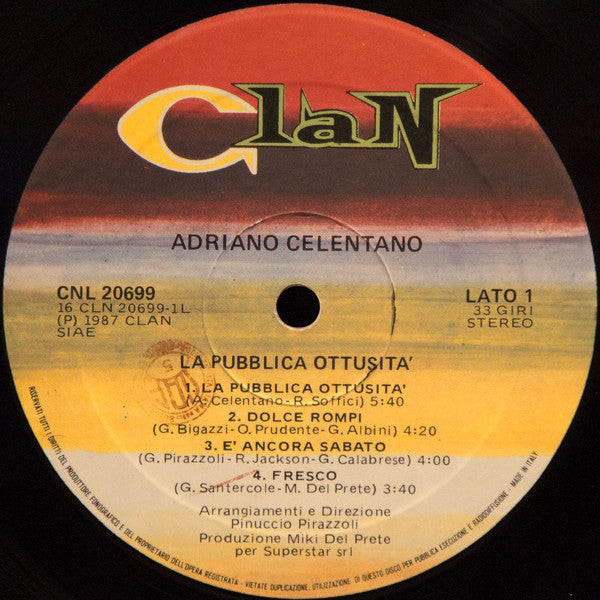 Clan
ADRIANO CELENTANO
CNL 20699
16 CLN 20699-1L
(P) 1987 CLAN
SIAE
LATO 1
33 GIRI
STEREO
LA PUBBLICA OTTUSITA'
1. LA PUBBLICA OTTUSITA'
(A. Celentano - R. Soffici) 5:40
2. DOLCE ROMPI
(G. Bigazzi-O. Prudente-G. Albini) 4:20
3. E' ANCORA SABATO
(G. Pirazzoli-R. Jackson-G. Calabrese) 4:00
4. FRESCO
(G. Santercole-M. Del Prete) 3:40
Arrangiamenti e Direzione
Pinuccio Pirazzoli
Produzione Miki Del Prete
per Superstar srl
RISERVATI TUTTI I DIRITTI DEL PRODUTTORE FONOGRAFICO E DEL PROPRIETARIO DELL'OPERA REGISTRATA - VIETATE DUPLICAZIONE, UTILIZZAZIONE DI QUESTO DISCO PER PUBBLICA ESECUZIONE E RADIODIFFUSIONE. MADE IN ITALY